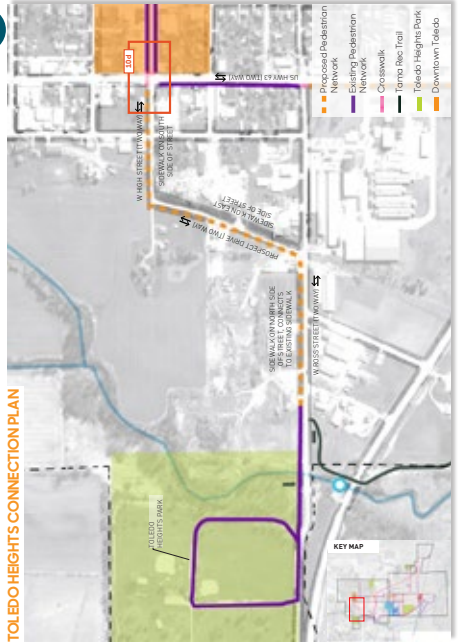 TOLEDO HEIGHTS CONNECTION PLAN
TOLEDO
HEIGHTS PARK
SIDEWALK ON NORTH SIDE
OF STREET, CONNECTS
TO EXISTING SIDEWALK
W ROSS STREET (TWO WAY)
PROSPECT DRIVE (TWO WAY)
SIDEWALK ON EAST
SIDE OF STREET
W HIGH STREET (TWO WAY)
SIDEWALK ON SOUTH
SIDE OF STREET
10d
US HWY 63 (TWO WAY)
KEY MAP
Proposed Pedestrian
Network
Existing Pedestrian
Network
Crosswalk
Tama Rec Trail
Toledo Heights Park
Downtown Toledo